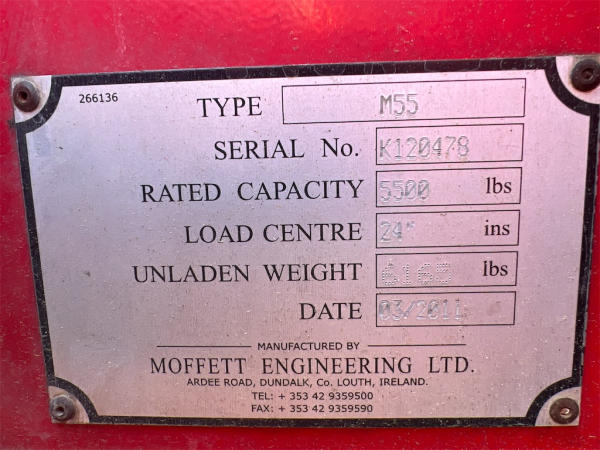 266136
TYPE M55
SERIAL No. K120478
RATED CAPACITY 5500 lbs
LOAD CENTRE 24" ins
UNLADEN WEIGHT 6165 lbs
DATE 03/2011
MANUFACTURED BY
MOFFETT ENGINEERING LTD.
ARDEE ROAD, DUNDALK, Co. LOUTH, IRELAND.
TEL: + 353 42 9359500
FAX: + 353 42 9359590